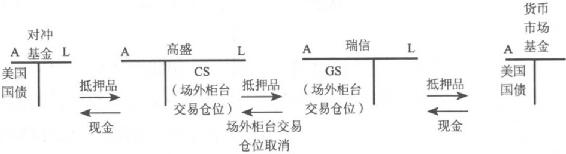 对冲
A 基金 L
美国
国债
抵押品
现金
A 高盛 L
CS
(场外柜台
交易仓位)
抵押品
场外柜台交易
仓位取消
A 瑞信 L
GS
(场外柜台
交易仓位)
抵押品
现金
货币
市场
A 基金 L
美国
国债